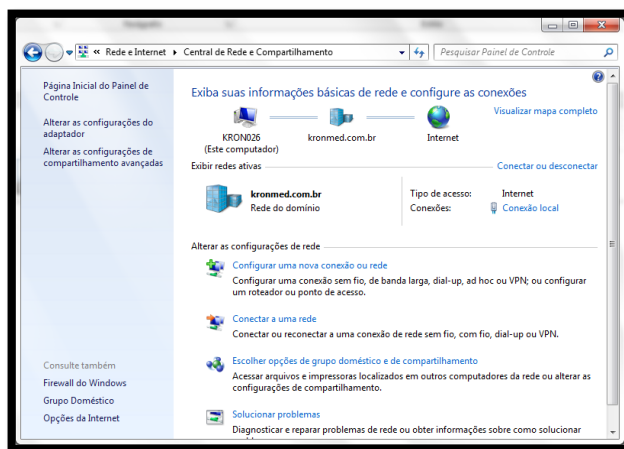 « Rede e Internet ▸ Central de Rede e Compartilhamento
Pesquisar Painel de Controle
Página Inicial do Painel de
Controle
Alterar as configurações do
adaptador
Alterar as configurações de
compartilhamento avançadas
Consulte também
Firewall do Windows
Grupo Doméstico
Opções da Internet
Exiba suas informações básicas de rede e configure as conexões
Visualizar mapa completo
KRON026
(Este computador)
kronmed.com.br
Internet
Exibir redes ativas
Conectar ou desconectar
kronmed.com.br
Rede do domínio
Tipo de acesso: Internet
Conexões: Conexão local
Alterar as configurações de rede
Configurar uma nova conexão ou rede
Configurar uma conexão sem fio, de banda larga, dial-up, ad hoc ou VPN; ou configurar
um roteador ou ponto de acesso.
Conectar a uma rede
Conectar ou reconectar a uma conexão de rede sem fio, com fio, dial-up ou VPN.
Escolher opções de grupo doméstico e de compartilhamento
Acessar arquivos e impressoras localizados em outros computadores da rede ou alterar as
configurações de compartilhamento.
Solucionar problemas
Diagnosticar e reparar problemas de rede ou obter informações sobre como solucionar